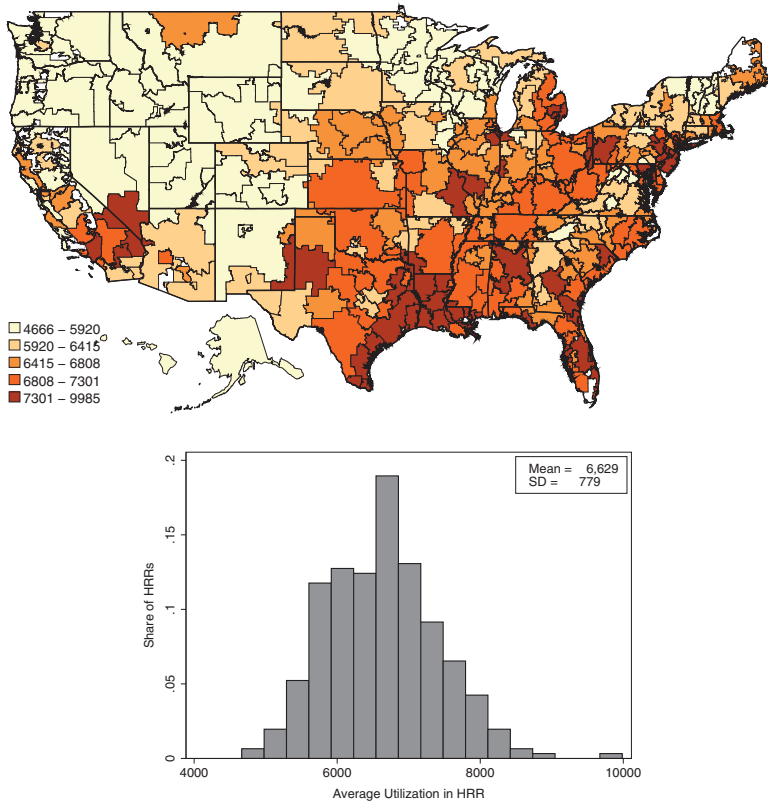 4666 – 5920
5920 – 6415
6415 – 6808
6808 – 7301
7301 – 9985
Mean = 6,629
SD = 779
Share of HRRs
.2
.15
.1
.05
0
4000 6000 8000 10000
Average Utilization in HRR